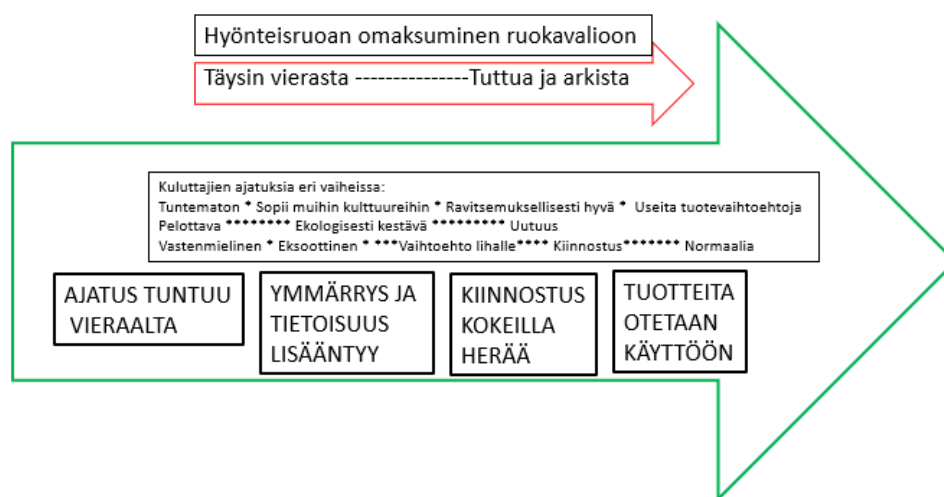 Hyönteisruoan omaksuminen ruokavalioon
Täysin vierasta ---------------Tuttua ja arkista
Kuluttajien ajatuksia eri vaiheissa:
Tuntematon * Sopii muihin kulttuureihin * Ravitsemuksellisesti hyvä * Useita tuotevaihtoehtoja
Pelottava ******** Ekologisesti kestävä ********* Uutuus
Vastenmielinen * Eksoottinen * ***Vaihtoehto lihalle**** Kiinnostus******* Normaalia
AJATUS TUNTUU
VIERAALTA
YMMÄRRYS JA
TIETOISUUS
LISÄÄNTYY
KIINNOSTUS
KOKEILLA
HERÄÄ
TUOTTEITA
OTETAAN
KÄYTTÖÖN